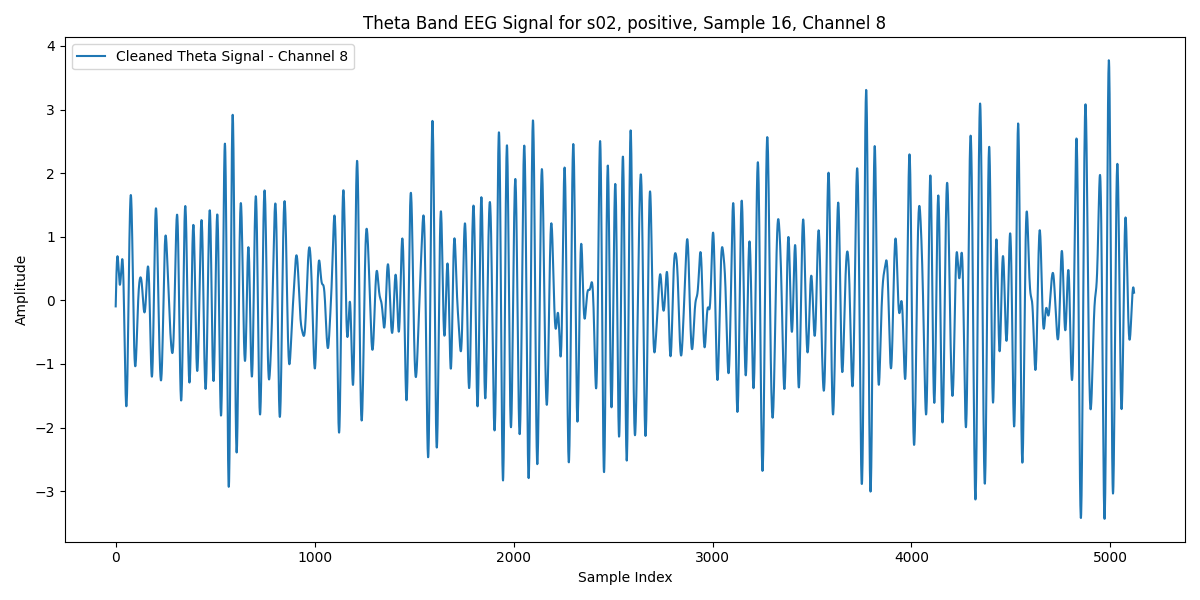 Theta Band EEG Signal for s02, positive, Sample 16, Channel 8
Cleaned Theta Signal - Channel 8
4
3
2
1
0
−1
−2
−3
Amplitude
0 1000 2000 3000 4000 5000
Sample Index